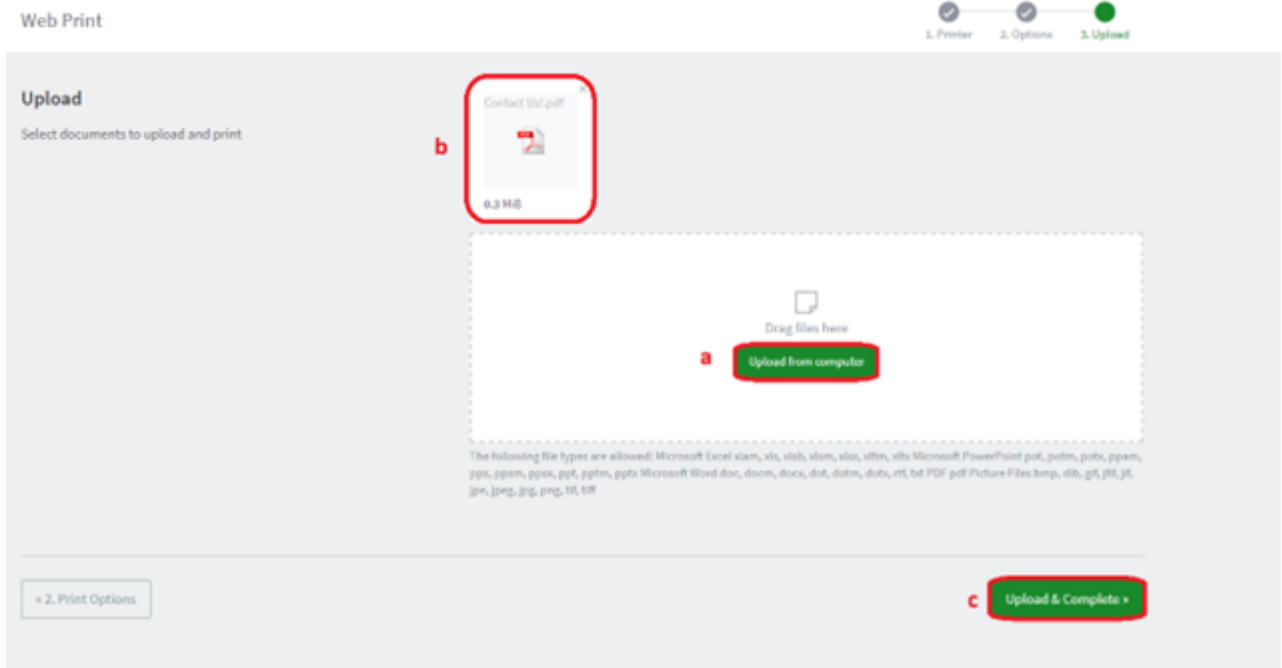 Web Print
1. Printer
2. Options
3. Upload
Upload
Select documents to upload and print
b
Contact Us1.pdf
PDF
0.3 MiB
Drag files here
a
Upload from computer
The following file types are allowed: Microsoft Excel xlam, xls, xlsb, xlsm, xlsx, xltm, xltx Microsoft PowerPoint pot, potm, potx, ppam,
pps, ppsm, ppsx, ppt, pptm, pptx Microsoft Word doc, docm, docx, dot, dotm, dotx, rtf, txt PDF pdf Picture Files bmp, dib, gif, jfif, jif,
jpe, jpeg, jpg, png, tif, tiff
« 2. Print Options
c
Upload & Complete »